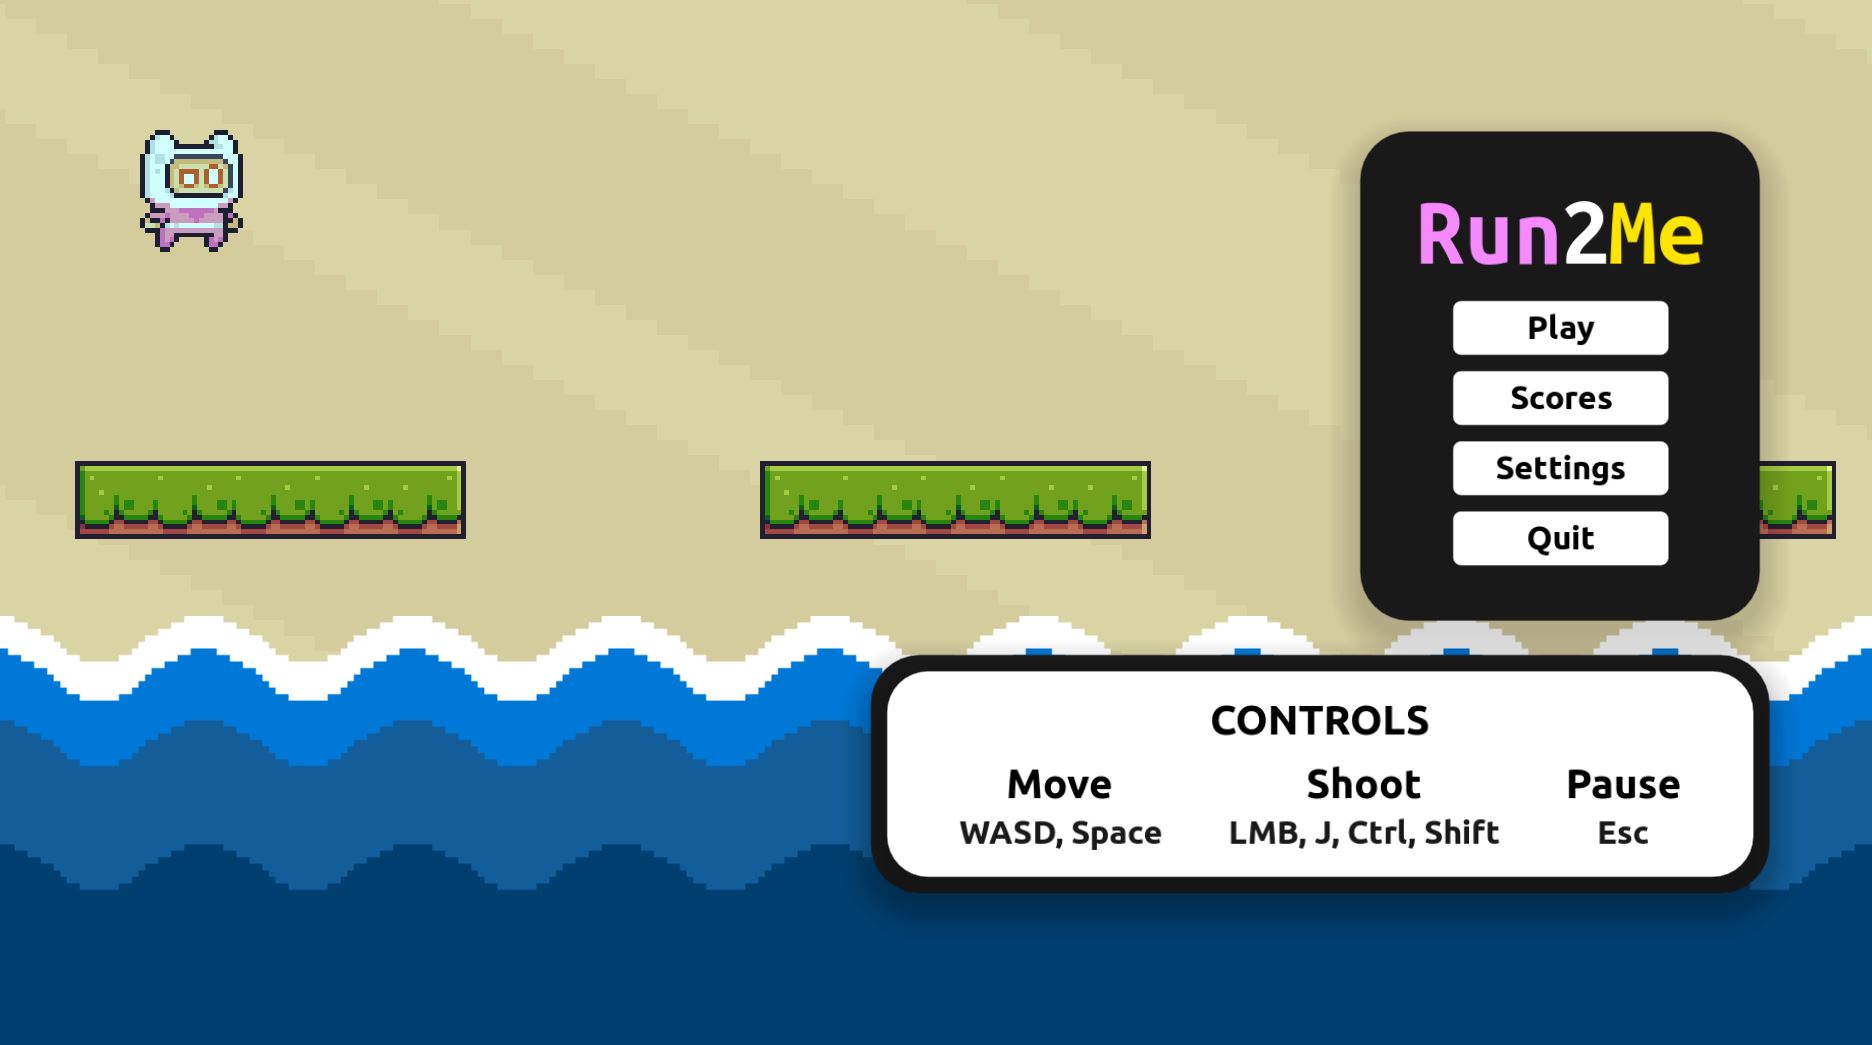 Run2Me
Play
Scores
Settings
Quit
CONTROLS
Move Shoot Pause
WASD, Space LMB, J, Ctrl, Shift Esc